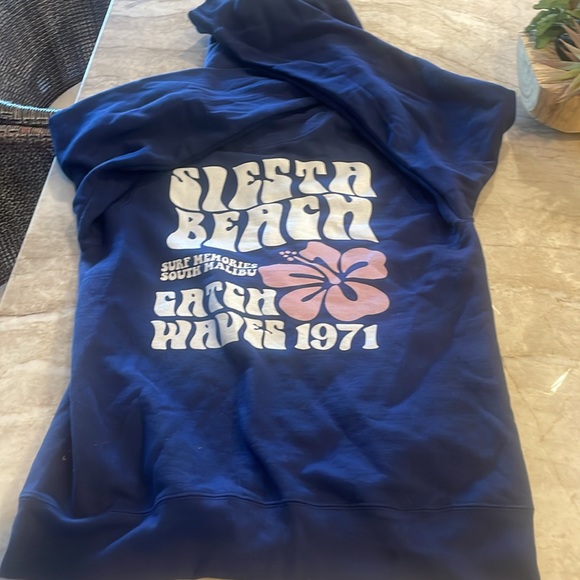 SIESTA
BEACH
SURF MEMORIES
SOUTH MALIBU
CATCH
WAVES 1971